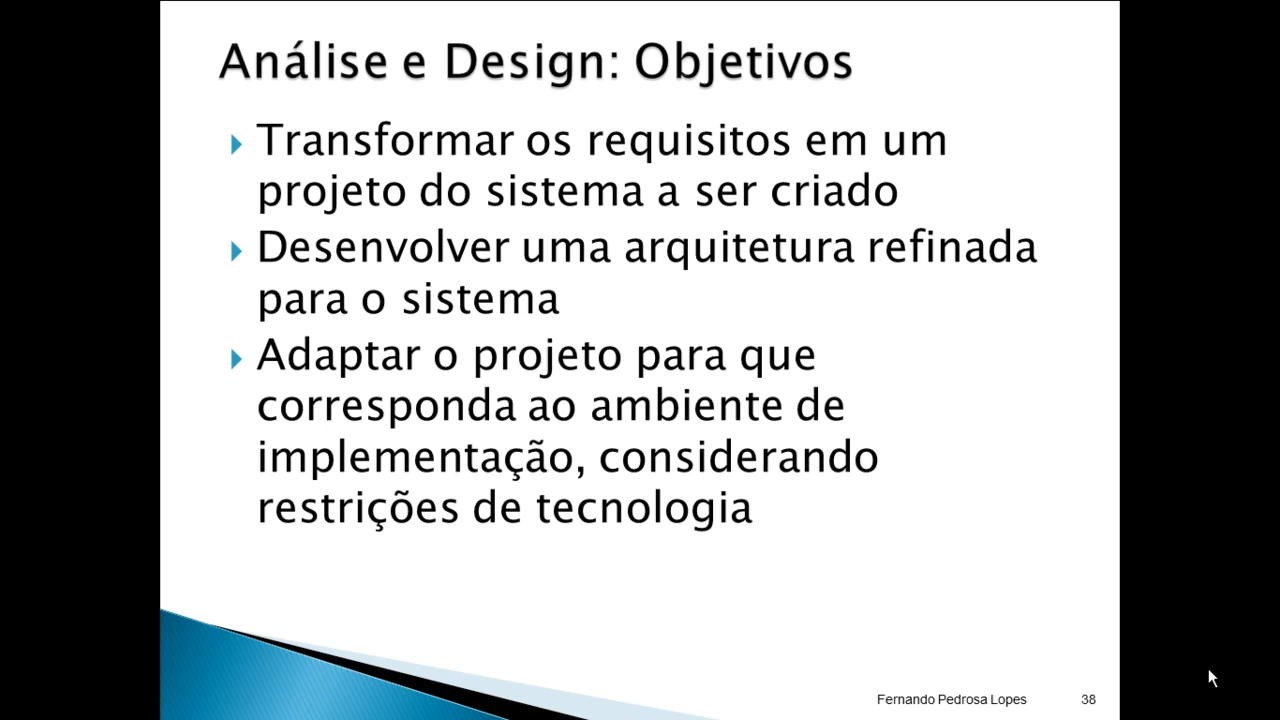 Análise e Design: Objetivos
Transformar os requisitos em um
projeto do sistema a ser criado
Desenvolver uma arquitetura refinada
para o sistema
Adaptar o projeto para que
corresponda ao ambiente de
implementação, considerando
restrições de tecnologia
Fernando Pedrosa Lopes 38